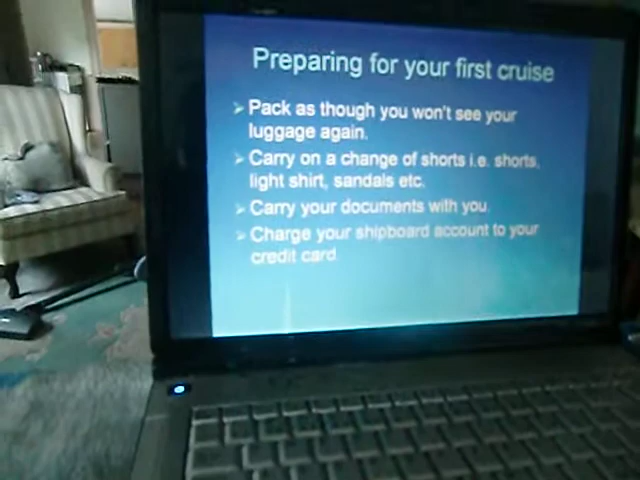 Preparing for your first cruise
Pack as though you won't see your
luggage again.
Carry on a change of shorts i.e. shorts,
light shirt, sandals etc.
Carry your documents with you.
Charge your shipboard account to your
credit card